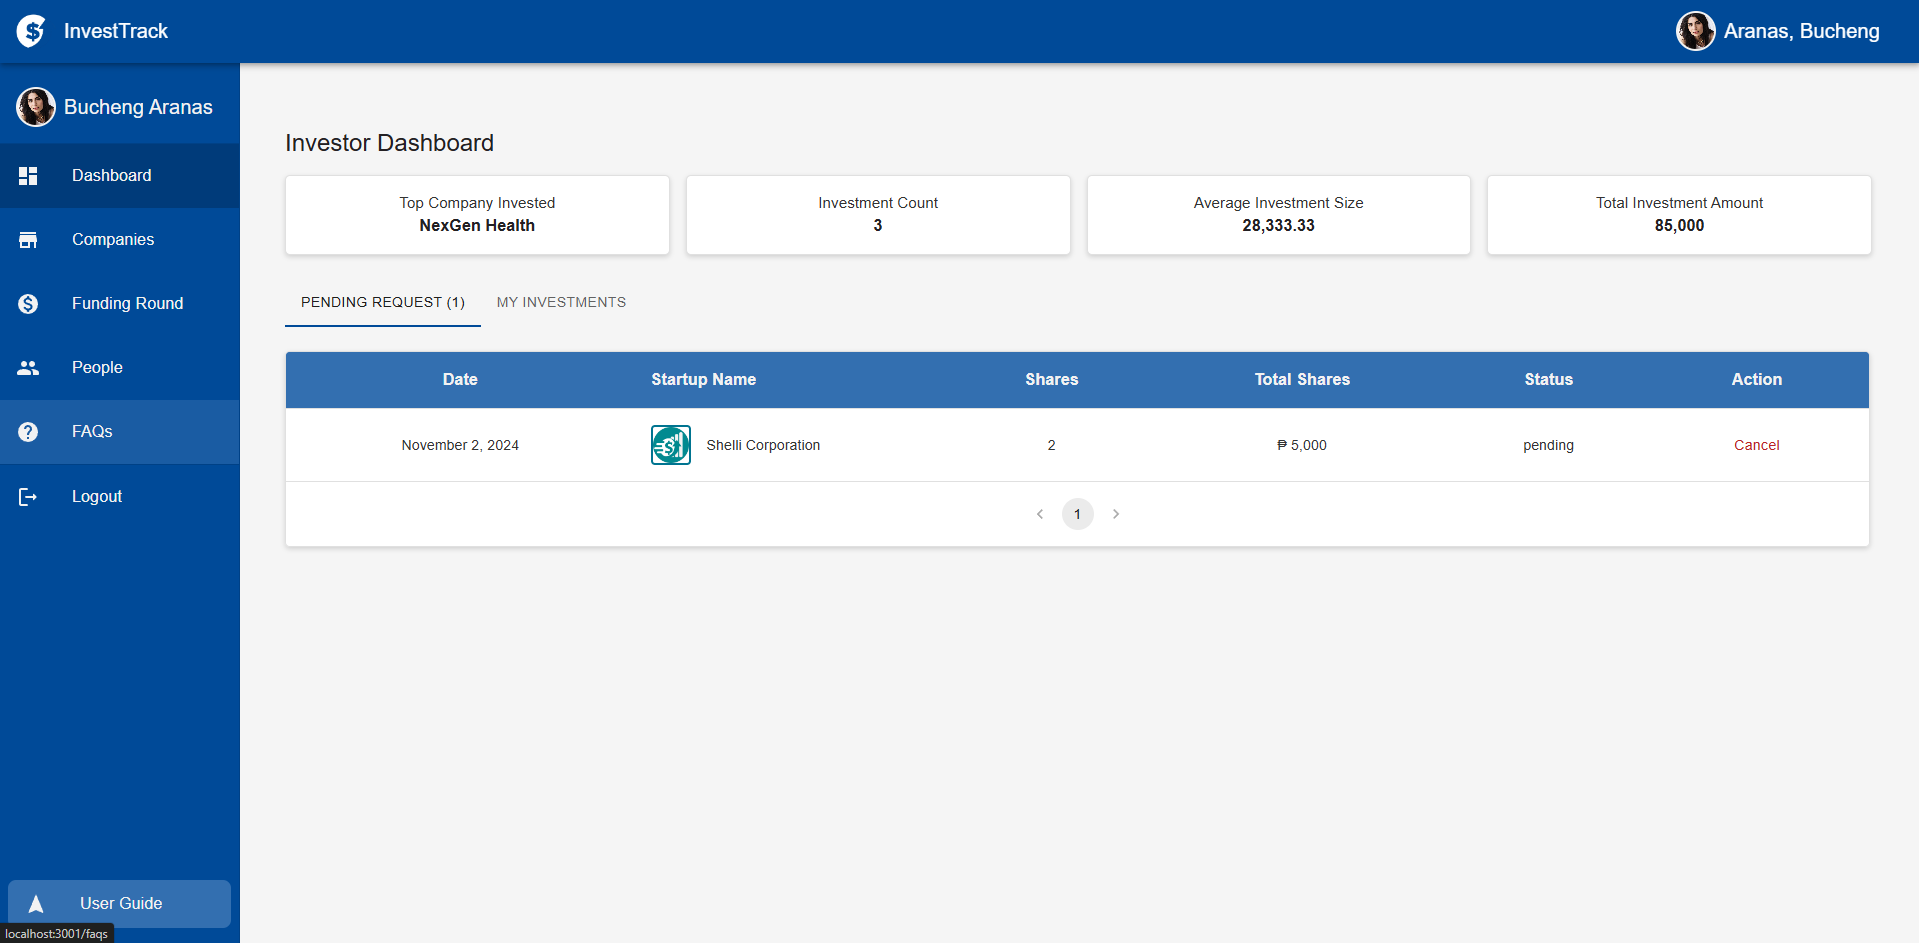 InvestTrack
Aranas, Bucheng
Bucheng Aranas
Dashboard
Companies
Funding Round
People
FAQs
Logout
User Guide
localhost:3001/faqs
Investor Dashboard
Top Company Invested
NexGen Health
Investment Count
3
Average Investment Size
28,333.33
Total Investment Amount
85,000
PENDING REQUEST (1) MY INVESTMENTS
Date Startup Name Shares Total Shares Status Action
November 2, 2024 Shelli Corporation 2 ₱ 5,000 pending Cancel
1